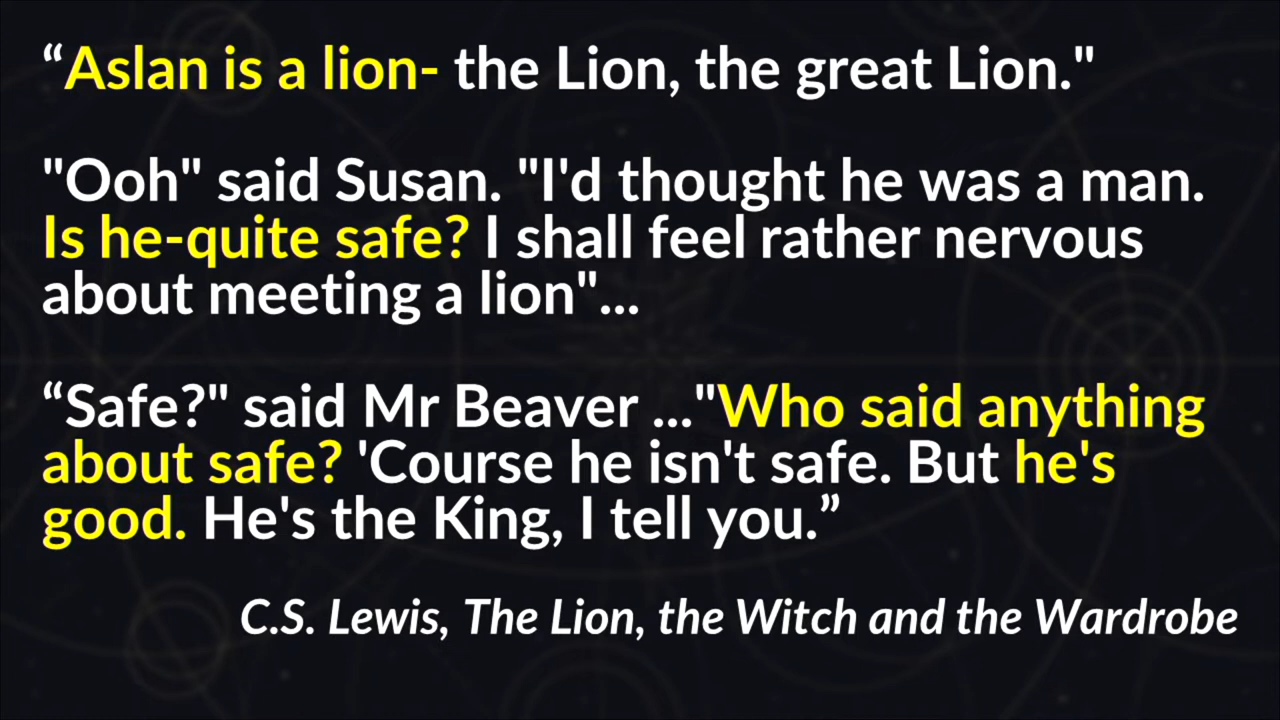 “Aslan is a lion- the Lion, the great Lion."
"Ooh" said Susan. "I'd thought he was a man.
Is he-quite safe? I shall feel rather nervous
about meeting a lion"...
“Safe?" said Mr Beaver ..."Who said anything
about safe? 'Course he isn't safe. But he's
good. He's the King, I tell you.”
C.S. Lewis, The Lion, the Witch and the Wardrobe